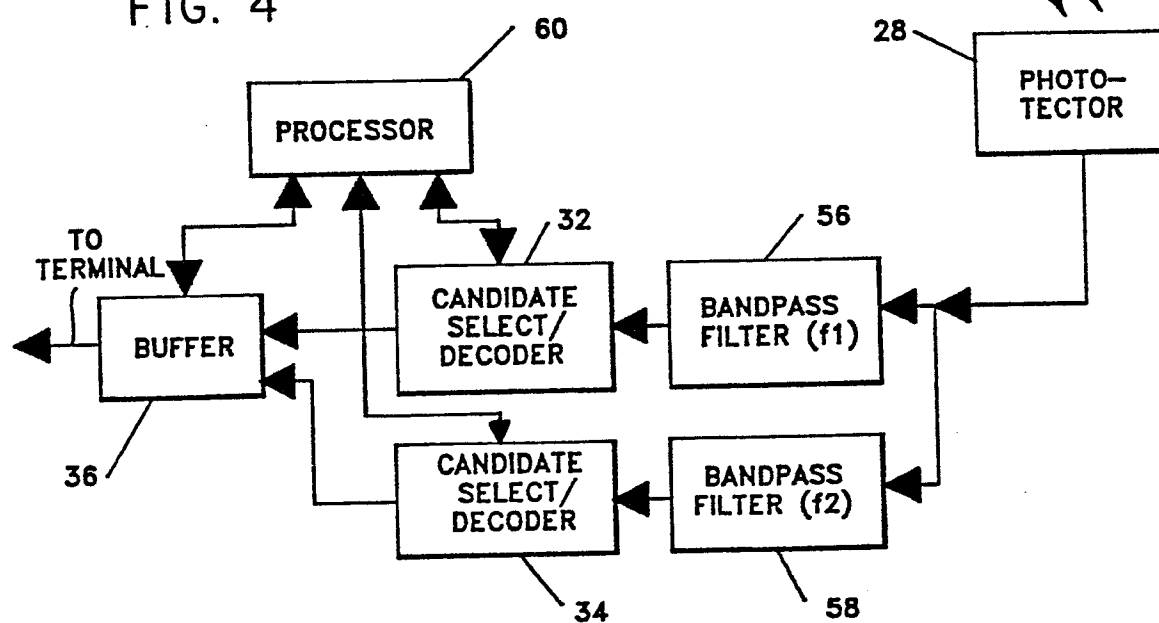 FIG. 4
60
28
PHOTO-
TECTOR
PROCESSOR
32
56
TO
TERMINAL
CANDIDATE
SELECT/
DECODER
BANDPASS
FILTER (f1)
BUFFER
36
CANDIDATE
SELECT/
DECODER
BANDPASS
FILTER (f2)
34
58